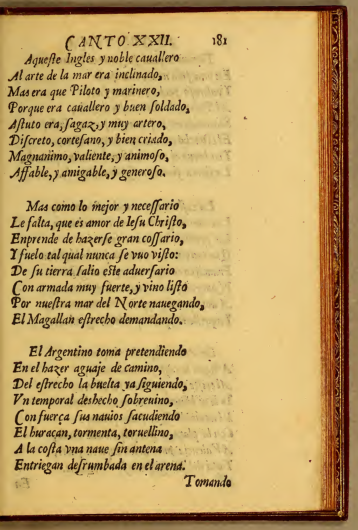 CANTO XXII. 181
Aqueste Ingles y noble cauallero
Al arte de la mar era inclinado,
Mas era que Piloto y marinero,
Porque era cauallero y buen soldado,
Astuto era, sagaz, y muy artero,
Discreto, cortesano, y bien criado,
Magnanimo, valiente, y animoso,
Affable, y amigable, y generoso.
Mas como lo mejor y necessario
Le falta, que es amor de Iesu Christo,
Enprende de hazerse gran cossario,
Y suelo tal qual nunca se vuo visto:
De su tierra salio este aduersario
Con armada muy fuerte, y vino listo
Por nuestra mar del Norte nauegando,
El Magallan estrecho demandando.
El Argentino toma pretendiendo
En el hazer aguaje de camino,
Del estrecho la buelta ya siguiendo,
Vn temporal deshecho sobreuino,
Con fuerça sus nauios sacudiendo
El huracan, tormenta, toruellino,
A la costa vna naue sin antena
Entriegan desrumbada en el arena.
Tomando